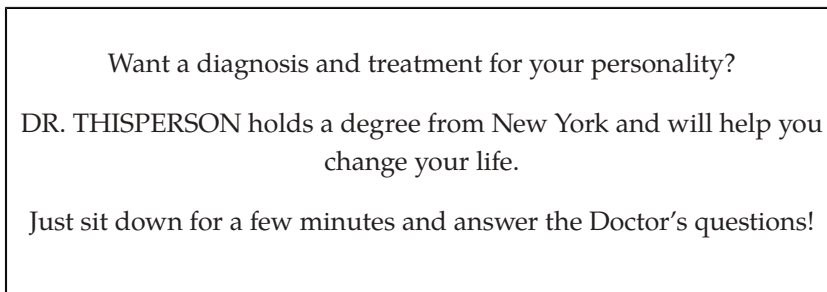 Want a diagnosis and treatment for your personality?
DR. THISPERSON holds a degree from New York and will help you
change your life.
Just sit down for a few minutes and answer the Doctor’s questions!